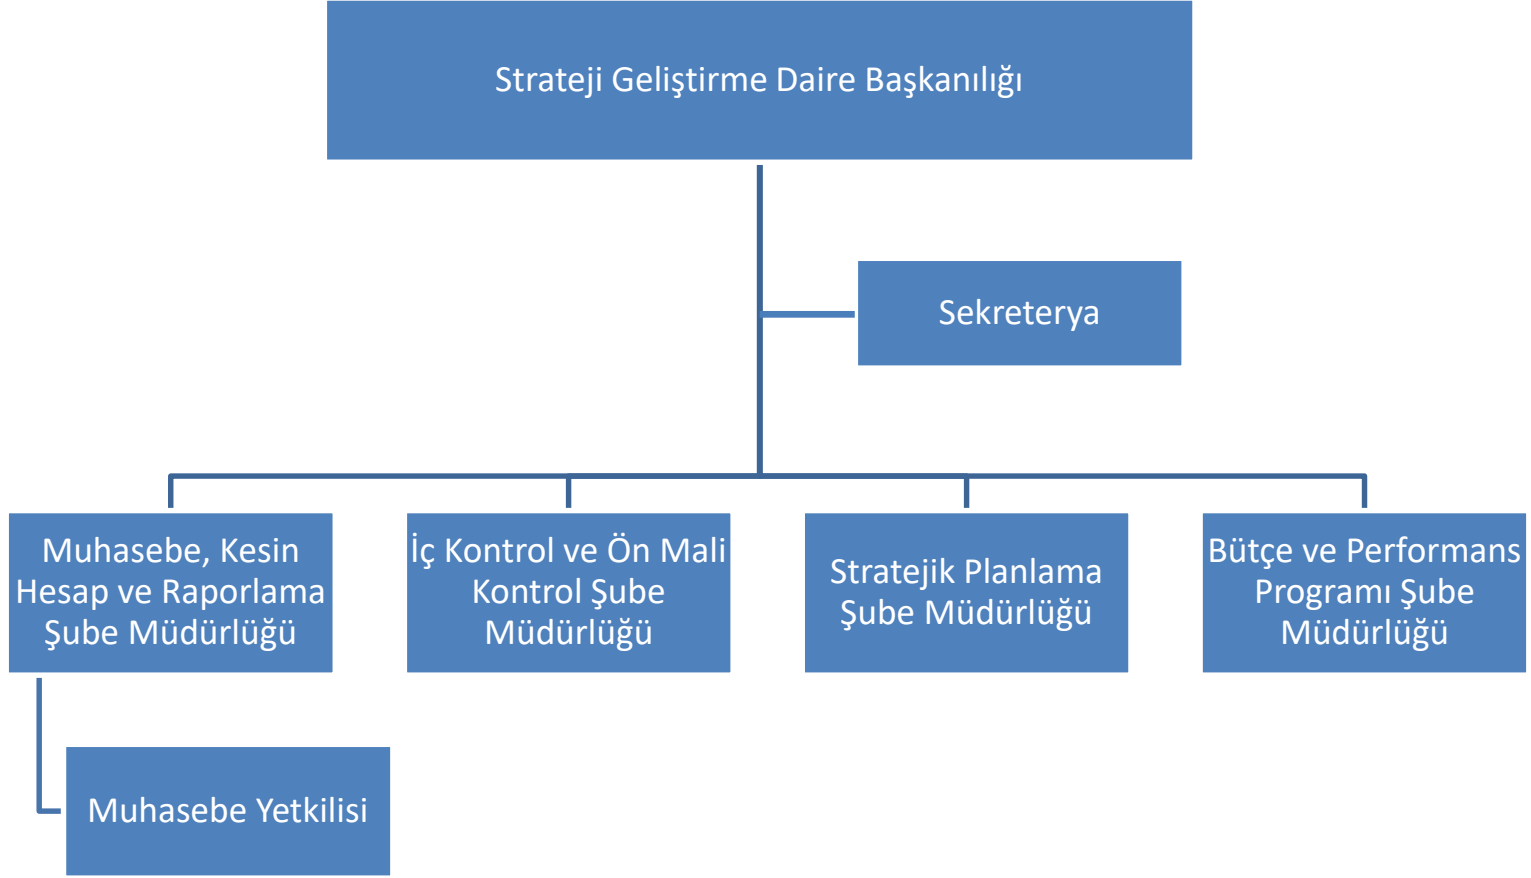 Strateji Geliştirme Daire Başkanılığı
Sekreterya
Muhasebe, Kesin
Hesap ve Raporlama
Şube Müdürlüğü
İç Kontrol ve Ön Mali
Kontrol Şube
Müdürlüğü
Stratejik Planlama
Şube Müdürlüğü
Bütçe ve Performans
Programı Şube
Müdürlüğü
Muhasebe Yetkilisi